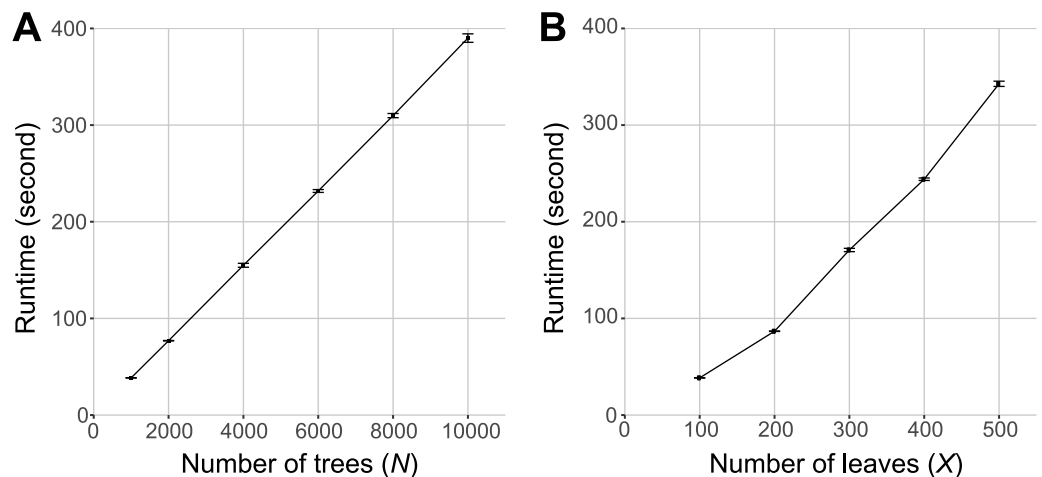 A
Runtime (second)
400
300
200
100
0
0 2000 4000 6000 8000 10000
Number of trees (N)
B
Runtime (second)
400
300
200
100
0
0 100 200 300 400 500
Number of leaves (X)